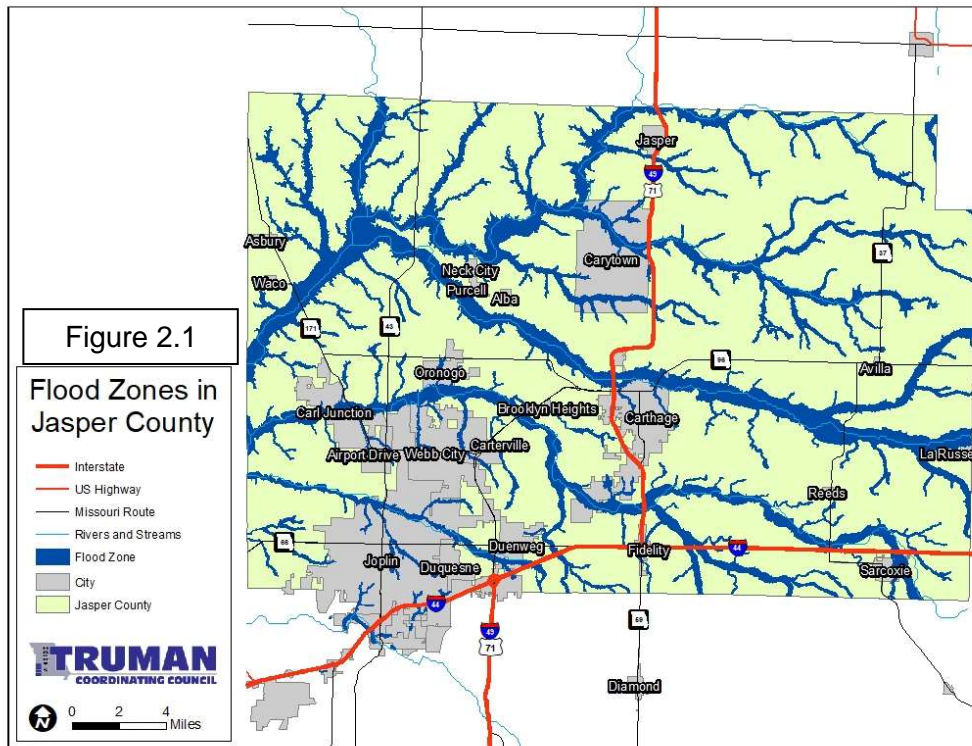 Figure 2.1
Flood Zones in
Jasper County
Interstate
US Highway
Missouri Route
Rivers and Streams
Flood Zone
City
Jasper County
TRUMAN
COORDINATING COUNCIL
N
0 2 4
Miles
Jasper
49
71
Asbury
Waco
Neck City
Purcell
Alba
Carytown
37
171
43
96
Avilla
Oronogo
Carl Junction
Brooklyn Heights
Carthage
Airport Drive
Webb City
Carterville
La Russe
Reeds
66
Joplin
Duquesne
Duenweg
Fidelity
44
Sarcoxie
44
49
71
59
Diamond